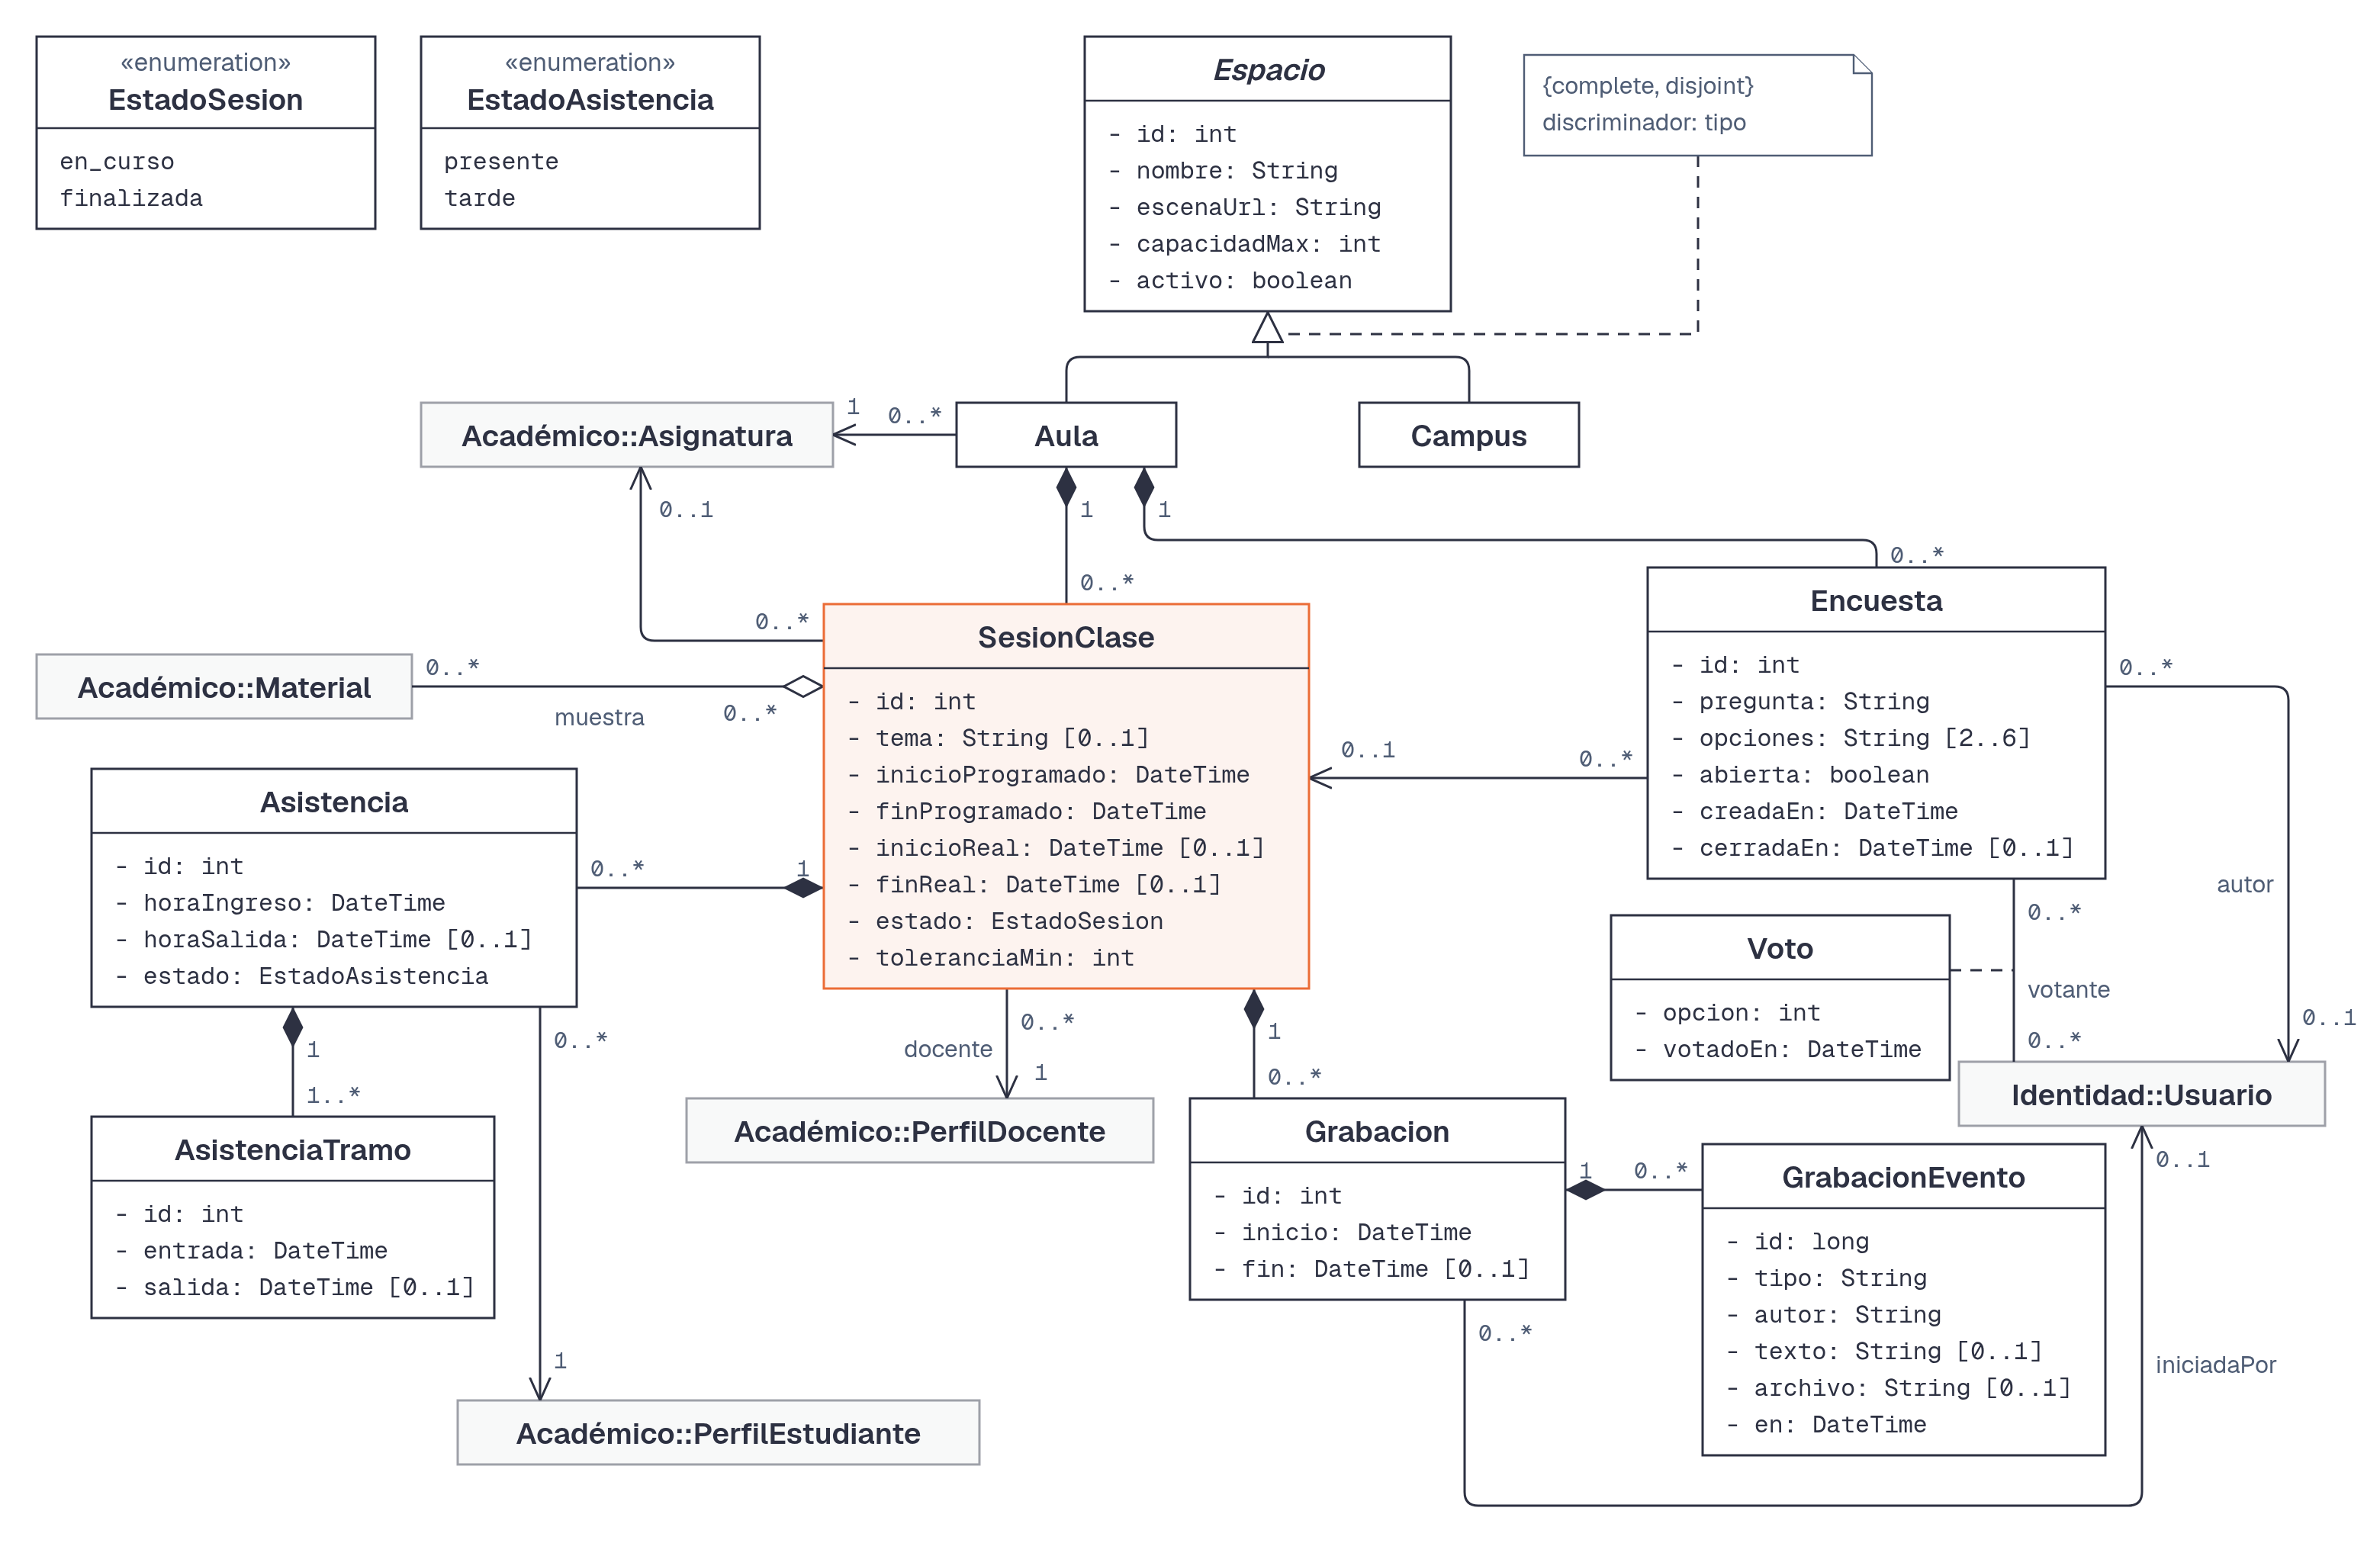 «enumeration»
EstadoSesion
en_curso
finalizada
«enumeration»
EstadoAsistencia
presente
tarde
Espacio
- id: int
- nombre: String
- escenaUrl: String
- capacidadMax: int
- activo: boolean
{complete, disjoint}
discriminador: tipo
Académico::Asignatura
1
0..*
Aula
Campus
0..1
1
1
0..*
0..*
0..*
Académico::Material
0..*
muestra
0..*
SesionClase
- id: int
- tema: String [0..1]
- inicioProgramado: DateTime
- finProgramado: DateTime
- inicioReal: DateTime [0..1]
- finReal: DateTime [0..1]
- estado: EstadoSesion
- toleranciaMin: int
0..1
0..*
Encuesta
- id: int
- pregunta: String
- opciones: String [2..6]
- abierta: boolean
- creadaEn: DateTime
- cerradaEn: DateTime [0..1]
0..*
autor
0..1
Asistencia
- id: int
- horaIngreso: DateTime
- horaSalida: DateTime [0..1]
- estado: EstadoAsistencia
0..*
1
0..*
votante
0..*
Voto
- opcion: int
- votadoEn: DateTime
Identidad::Usuario
1
1..*
0..*
1
AsistenciaTramo
- id: int
- entrada: DateTime
- salida: DateTime [0..1]
0..*
docente
1
Académico::PerfilDocente
1
0..*
Grabacion
- id: int
- inicio: DateTime
- fin: DateTime [0..1]
1
0..*
GrabacionEvento
- id: long
- tipo: String
- autor: String
- texto: String [0..1]
- archivo: String [0..1]
- en: DateTime
0..1
0..*
iniciadaPor
Académico::PerfilEstudiante